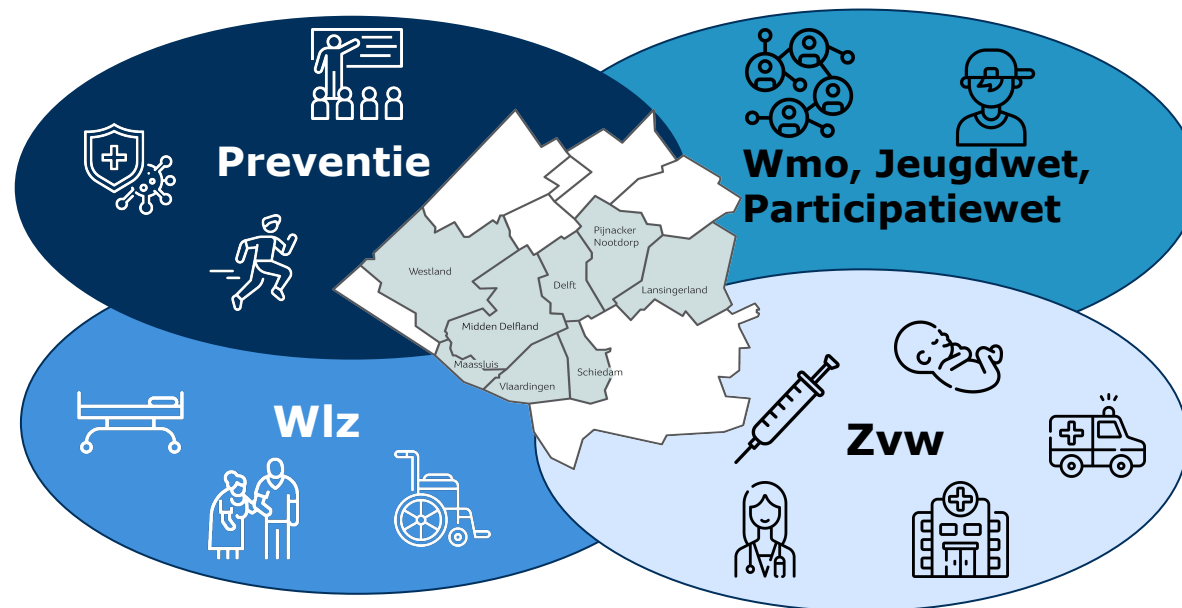 Preventie
Wmo, Jeugdwet,
Participatiewet
Pijnacker
Nootdorp
Westland
Delft
Lansingerland
Midden Delfland
Maassluis
Schiedam
Vlaardingen
Wlz
Zvw